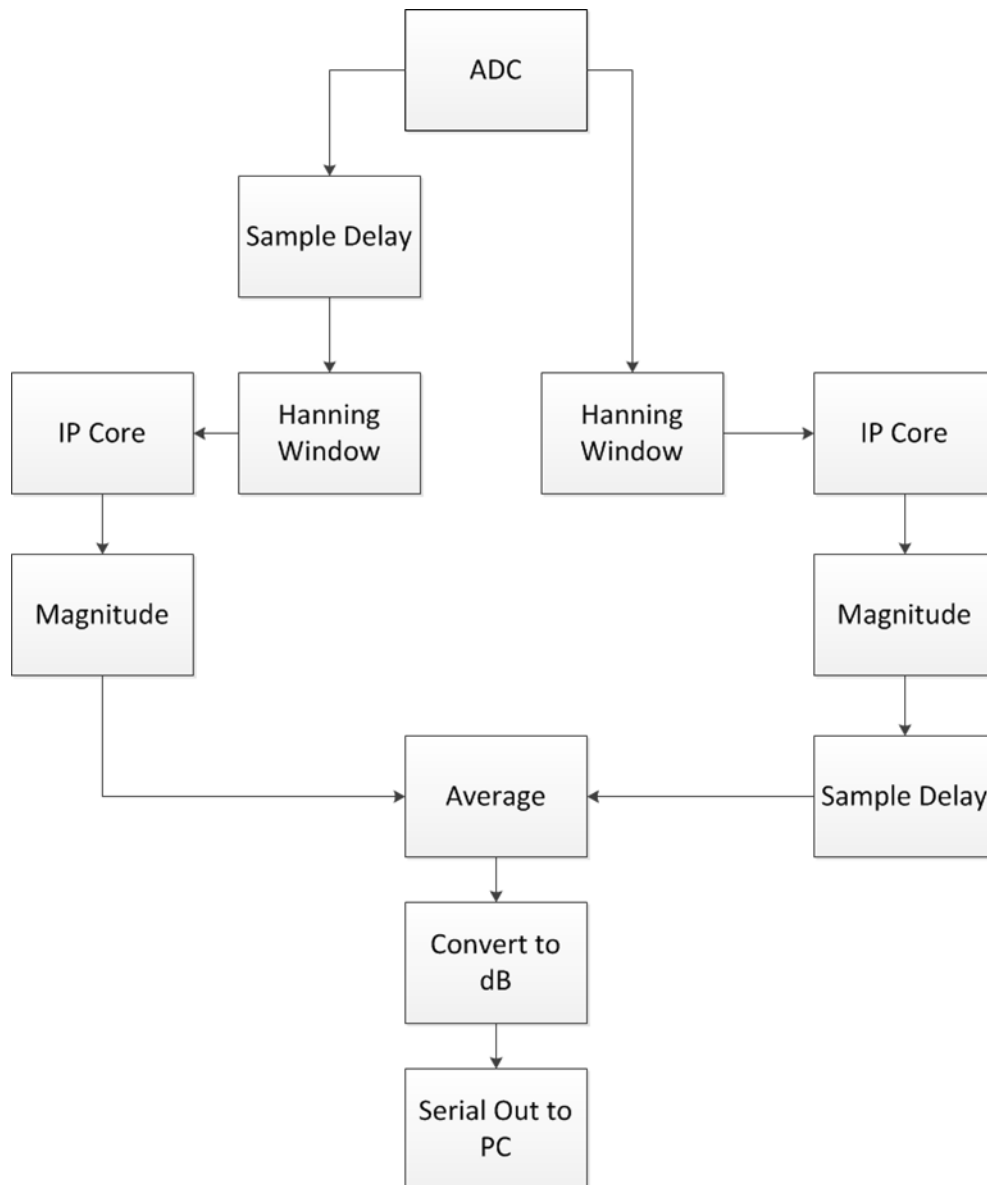 ADC
Sample Delay
IP Core
Hanning
Window
Hanning
Window
IP Core
Magnitude
Magnitude
Average
Sample Delay
Convert to
dB
Serial Out to
PC